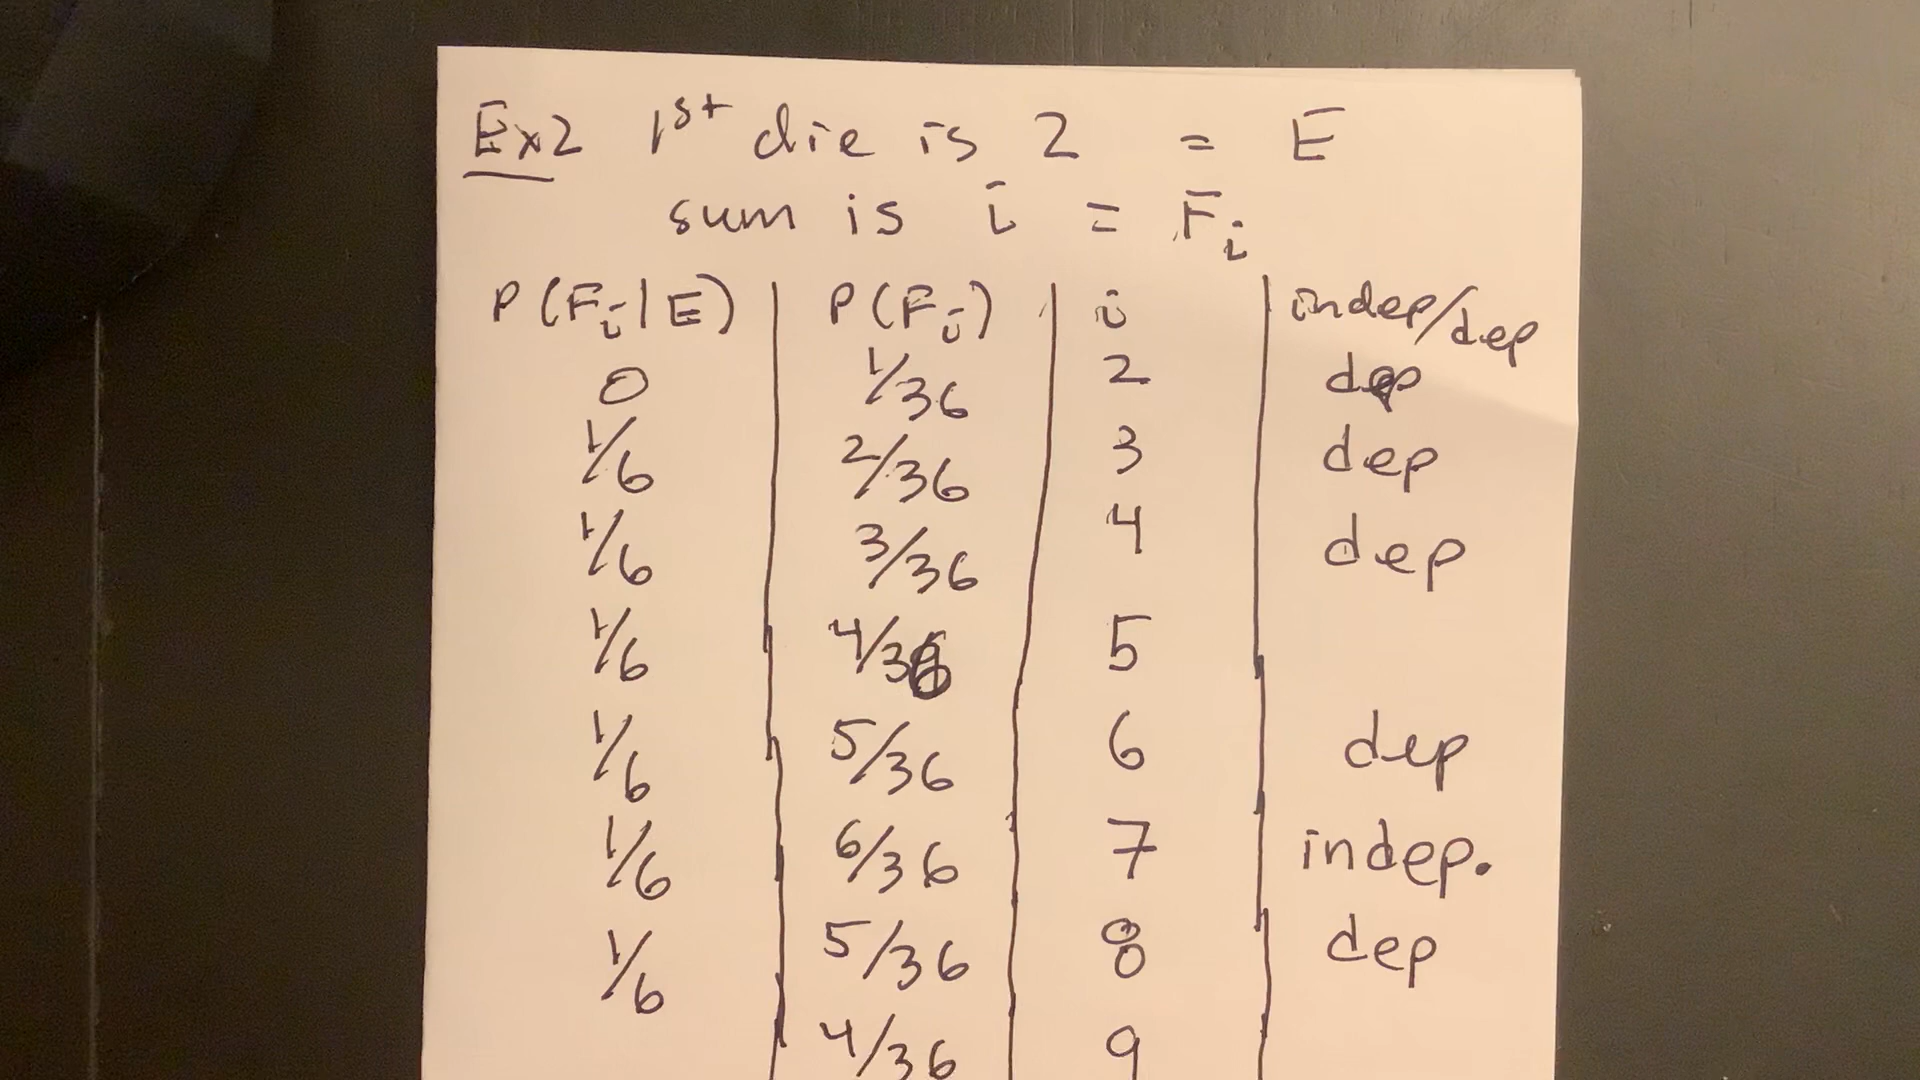 Ex2 1st die is 2 = E
sum is i = Fi
P(Fi|E) P(Fi) i indep/dep
0 1/36 2 dep
1/6 2/36 3 dep
1/6 3/36 4 dep
1/6 4/36 5
1/6 5/36 6 dep
1/6 6/36 7 indep.
1/6 5/36 8 dep
4/36 9